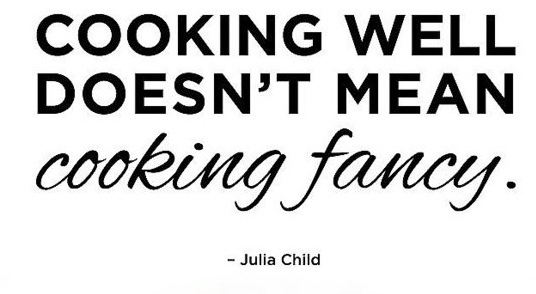 COOKING WELL
DOESN’T MEAN
cooking fancy.
– Julia Child